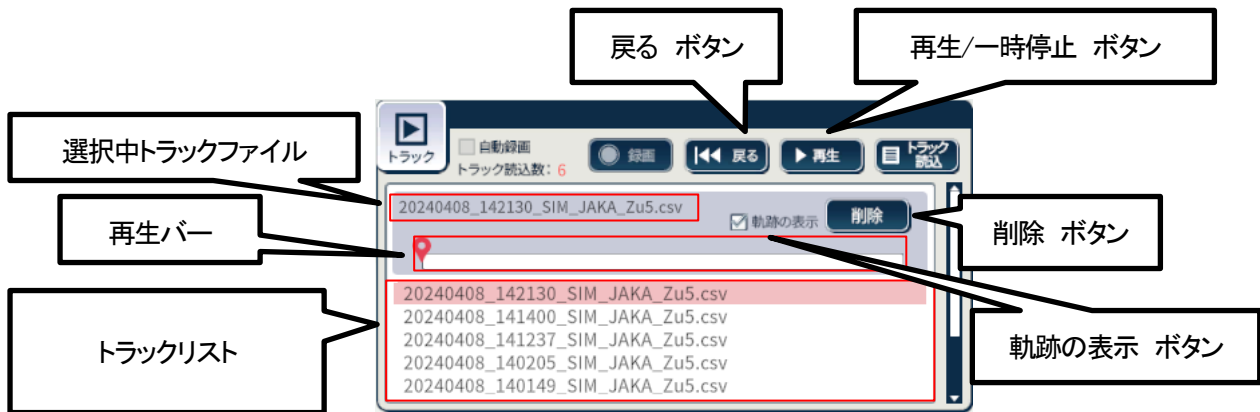 戻る ボタン
再生/一時停止 ボタン
選択中トラックファイル
再生バー
トラックリスト
トラック
自動録画
トラック読込数: 6
録画
戻る
再生
トラック
読込
20240408_142130_SIM_JAKA_Zu5.csv
軌跡の表示
削除
20240408_142130_SIM_JAKA_Zu5.csv
20240408_141400_SIM_JAKA_Zu5.csv
20240408_141237_SIM_JAKA_Zu5.csv
20240408_140205_SIM_JAKA_Zu5.csv
20240408_140149_SIM_JAKA_Zu5.csv
削除 ボタン
軌跡の表示 ボタン